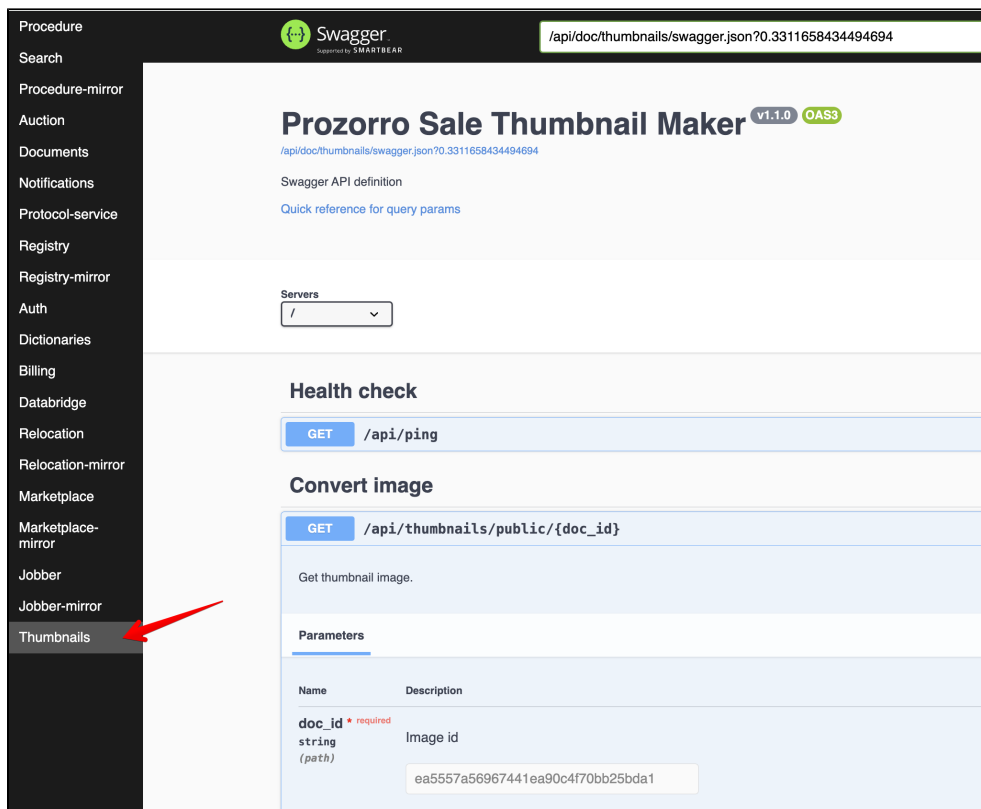 Procedure
Search
Procedure-mirror
Auction
Documents
Notifications
Protocol-service
Registry
Registry-mirror
Auth
Dictionaries
Billing
Databridge
Relocation
Relocation-mirror
Marketplace
Marketplace-
mirror
Jobber
Jobber-mirror
Thumbnails
{··} Swagger.
Supported by SMARTBEAR
/api/doc/thumbnails/swagger.json?0.3311658434494694
Prozorro Sale Thumbnail Maker v1.1.0 OAS3
/api/doc/thumbnails/swagger.json?0.3311658434494694
Swagger API definition
Quick reference for query params
Servers
/
Health check
GET /api/ping
Convert image
GET /api/thumbnails/public/{doc_id}
Get thumbnail image.
Parameters
Name Description
doc_id * required
string
(path)
Image id
ea5557a56967441ea90c4f70bb25bda1